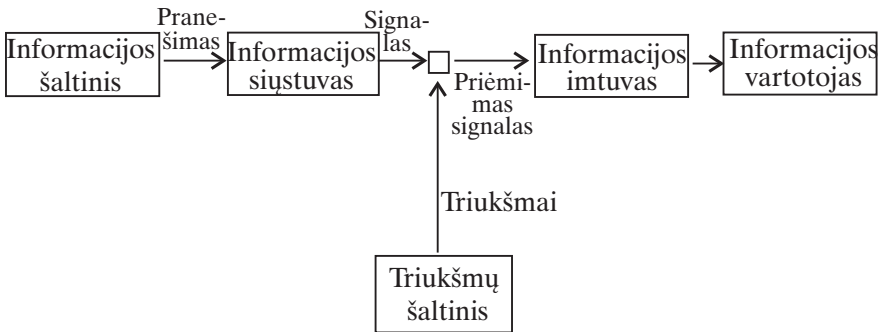 Informacijos
šaltinis
Prane-
šimas
Informacijos
siųstuvas
Signa-
las
Priėmi-
mas
signalas
Informacijos
imtuvas
Informacijos
vartotojas
Triukšmai
Triukšmų
šaltinis